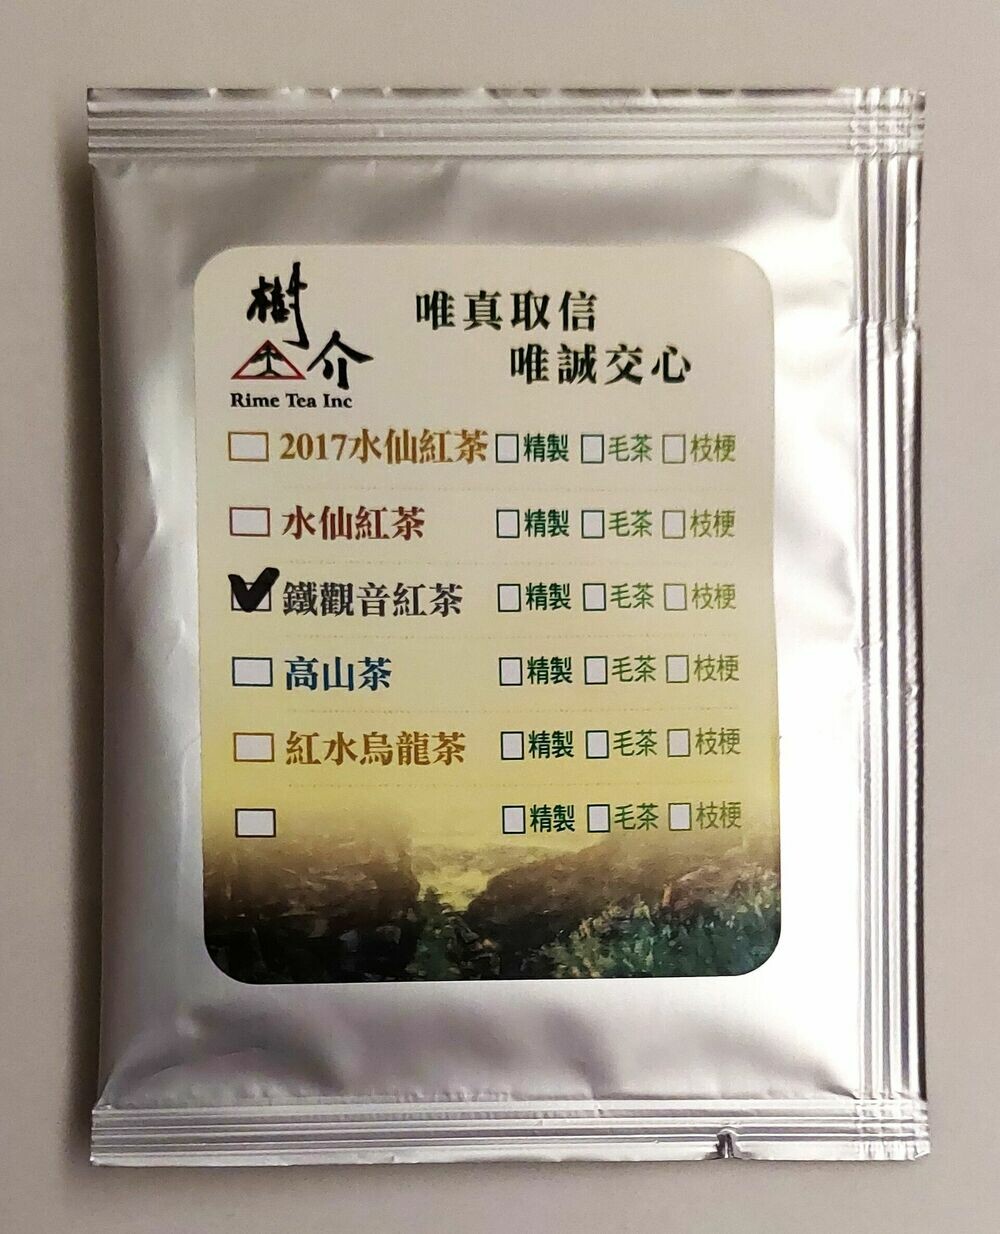 樹介
Rime Tea Inc
唯真取信
唯誠交心
☐ 2017水仙紅茶 ☐精製 ☐毛茶 ☐枝梗
☐ 水仙紅茶 ☐精製 ☐毛茶 ☐枝梗
☑ 鐵觀音紅茶 ☐精製 ☐毛茶 ☐枝梗
☐ 高山茶 ☐精製 ☐毛茶 ☐枝梗
☐ 紅水烏龍茶 ☐精製 ☐毛茶 ☐枝梗
☐ ☐精製 ☐毛茶 ☐枝梗